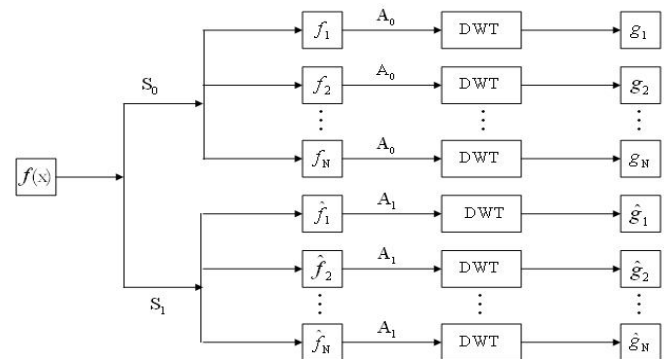 f₁ A₀ DWT g₁
f₂ A₀ DWT g₂
S₀
⋮ ⋮ ⋮
f_N A₀ DWT g_N
f(x)
f̂₁ A₁ DWT ĝ₁
f̂₂ A₁ DWT ĝ₂
S₁
⋮ ⋮ ⋮
f̂_N A₁ DWT ĝ_N